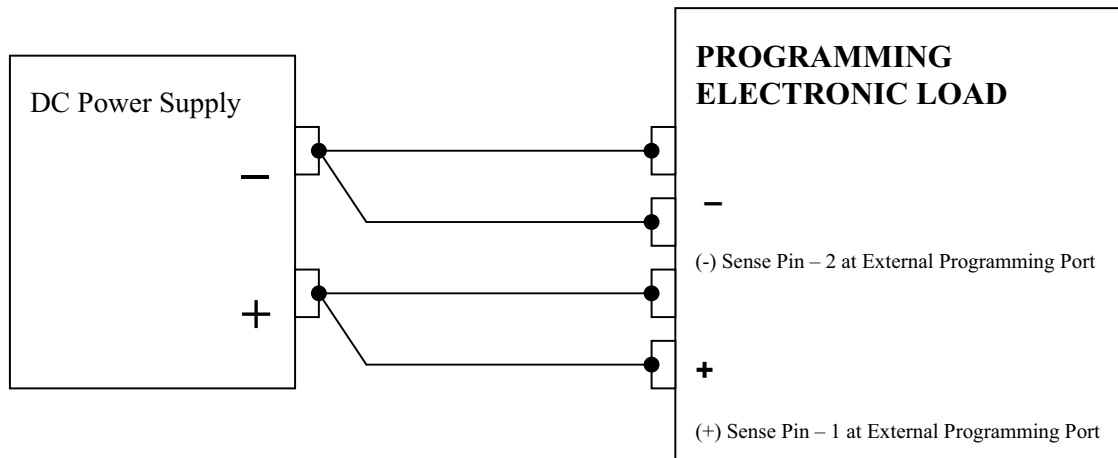 DC Power Supply
−
+
PROGRAMMING
ELECTRONIC LOAD
−
(-) Sense Pin – 2 at External Programming Port
+
(+) Sense Pin – 1 at External Programming Port